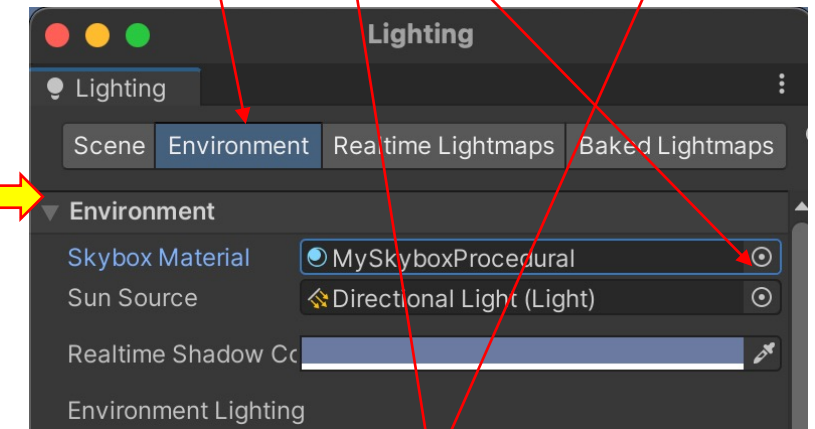 Lighting
Lighting
Scene Environment Realtime Lightmaps Baked Lightmaps
Environment
Skybox Material MySkyboxProcedural
Sun Source Directional Light (Light)
Realtime Shadow Cc
Environment Lighting